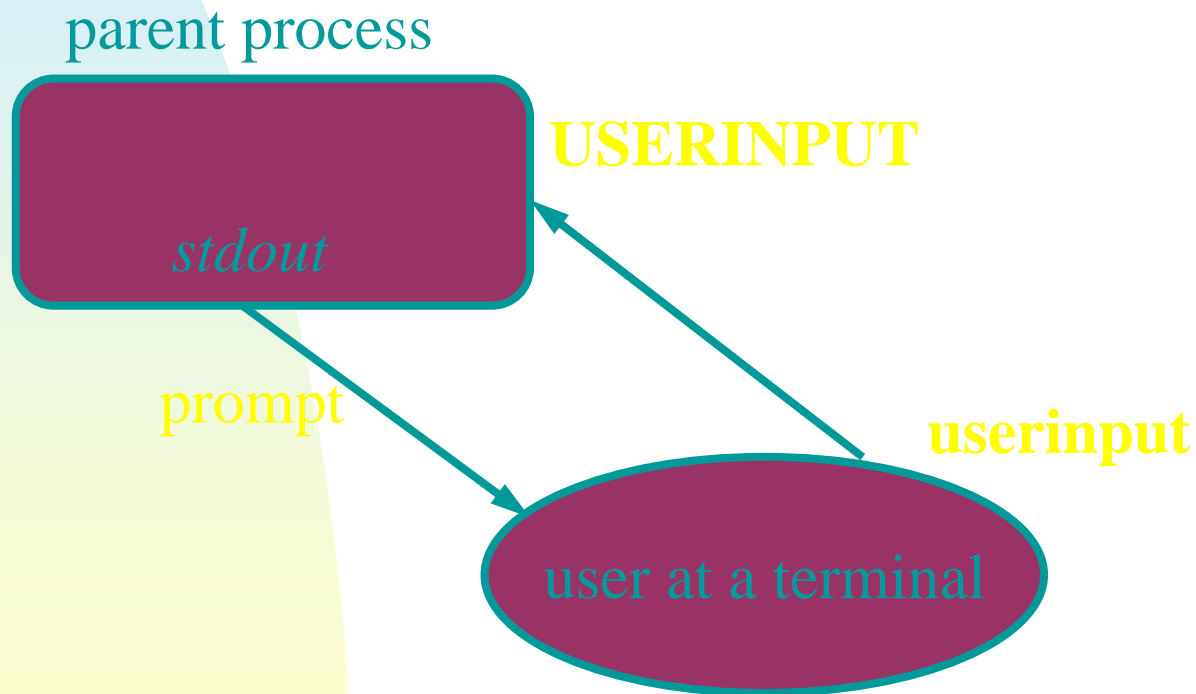 parent process
USERINPUT
stdout
prompt
userinput
user at a terminal